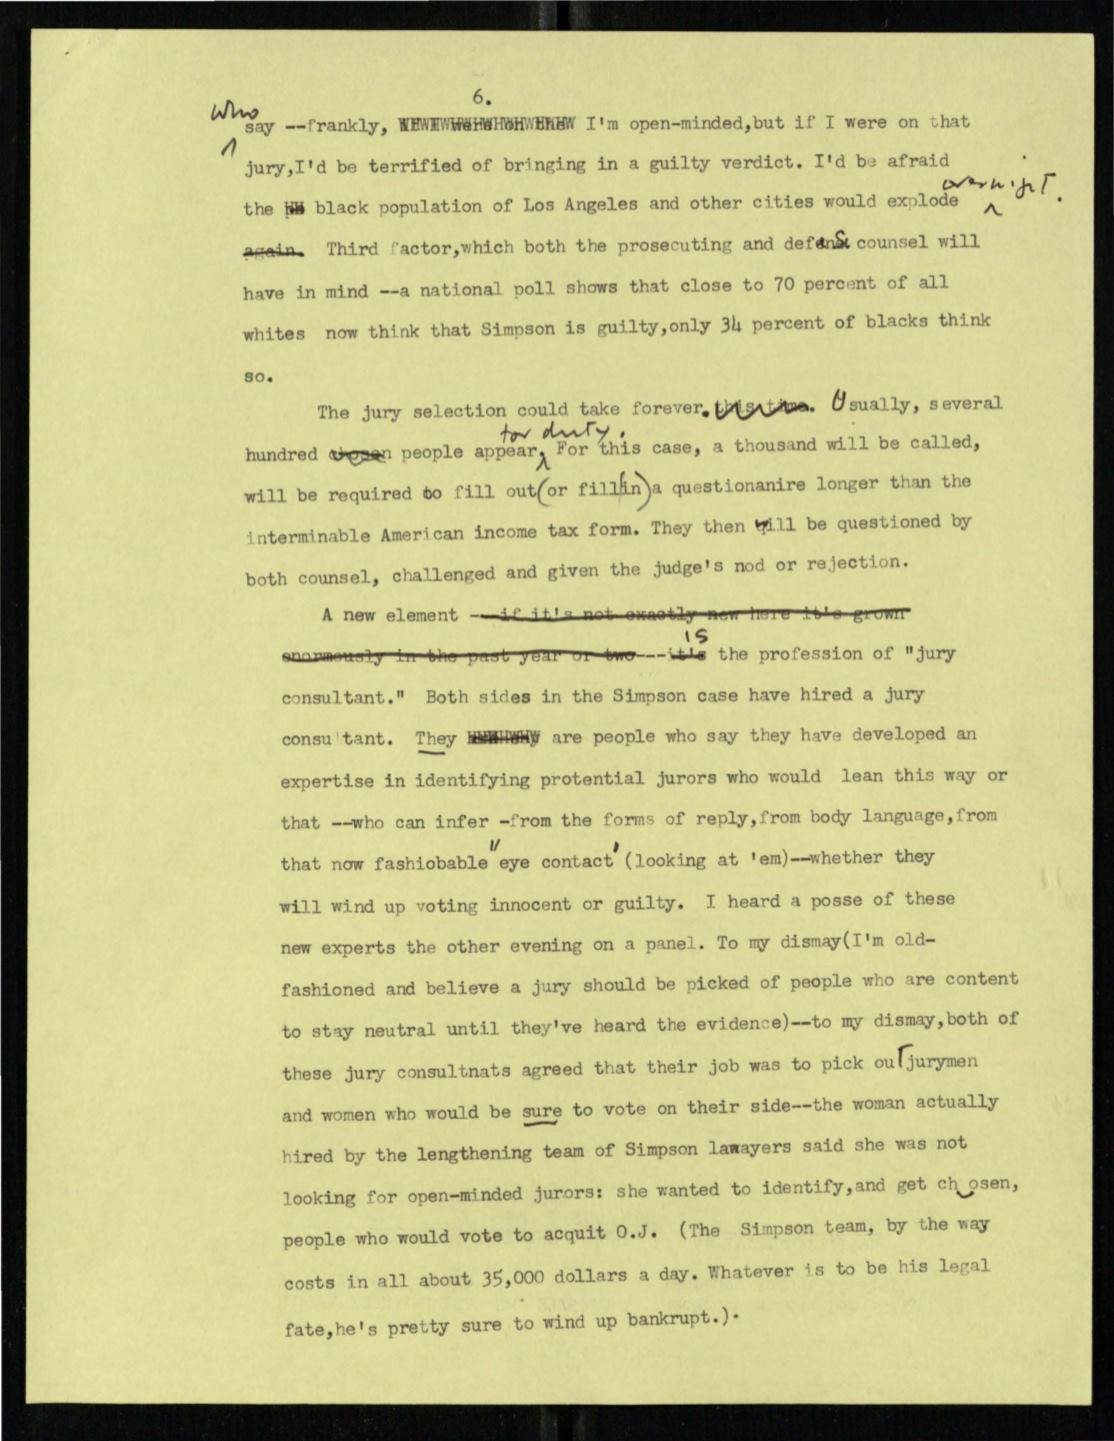 6.
who
say --frankly, I'm open-minded,but if I were on that
jury,I'd be terrified of bringing in a guilty verdict. I'd be afraid
overnight.
the black population of Los Angeles and other cities would explode
again. Third factor,which both the prosecuting and defense counsel will
have in mind --a national poll shows that close to 70 percent of all
whites now think that Simpson is guilty,only 34 percent of blacks think
so.
The jury selection could take forever. this time. Usually, several
for duty.
hundred chosen people appear, For this case, a thousand will be called,
will be required to fill out(or fill in)a questionanire longer than the
interminable American income tax form. They then will be questioned by
both counsel, challenged and given the judge's nod or rejection.
A new element ---if it's not exactly new here it's grown
is
enormously in the past year or two---it's the profession of "jury
consultant." Both sides in the Simpson case have hired a jury
consu'tant. They are people who say they have developed an
expertise in identifying protential jurors who would lean this way or
that --who can infer -from the forms of reply,from body language,from
that now fashiobable "eye contact' (looking at 'em)--whether they
will wind up voting innocent or guilty. I heard a posse of these
new experts the other evening on a panel. To my dismay(I'm old-
fashioned and believe a jury should be picked of people who are content
to stay neutral until they've heard the evidence)--to my dismay,both of
these jury consultnats agreed that their job was to pick out jurymen
and women who would be sure to vote on their side--the woman actually
hired by the lengthening team of Simpson lawayers said she was not
looking for open-minded jurors: she wanted to identify,and get chosen,
people who would vote to acquit O.J. (The Simpson team, by the way
costs in all about 35,000 dollars a day. Whatever is to be his legal
fate,he's pretty sure to wind up bankrupt.).